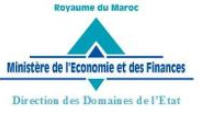 Royaume du Maroc
Ministère de l'Economie et des Finances
Direction des Domaines de l'Etat